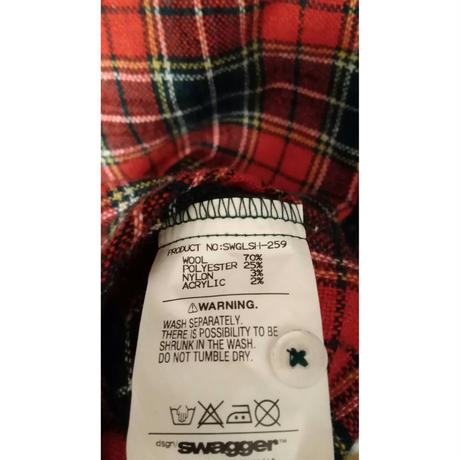 PRODUCT NO:SWGLSH-259
WOOL 70%
POLYESTER 25%
NYLON 3%
ACRYLIC 2%
⚠WARNING.
WASH SEPARATELY.
THERE IS POSSIBILITY TO BE
SHRUNK IN THE WASH.
DO NOT TUMBLE DRY.
dsgn/swagger™